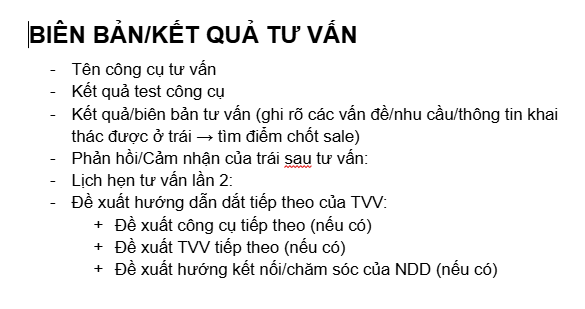 BIÊN BẢN/KẾT QUẢ TƯ VẤN
- Tên công cụ tư vấn
- Kết quả test công cụ
- Kết quả/biên bản tư vấn (ghi rõ các vấn đề/nhu cầu/thông tin khai
thác được ở trái → tìm điểm chốt sale)
- Phản hồi/Cảm nhận của trái sau tư vấn:
- Lịch hẹn tư vấn lần 2:
- Đề xuất hướng dẫn dắt tiếp theo của TVV:
+ Đề xuất công cụ tiếp theo (nếu có)
+ Đề xuất TVV tiếp theo (nếu có)
+ Đề xuất hướng kết nối/chăm sóc của NDD (nếu có)